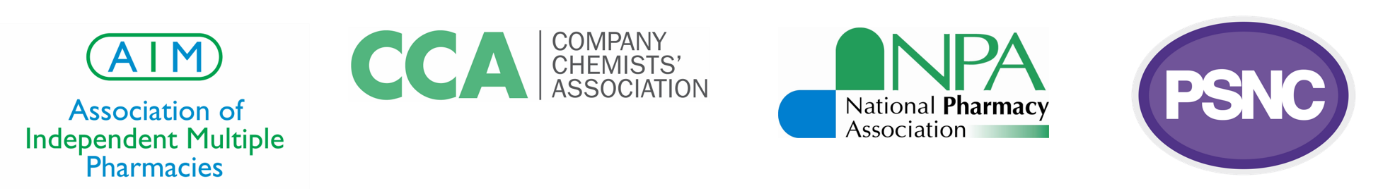 AIM
Association of
Independent Multiple
Pharmacies
CCA
COMPANY
CHEMISTS'
ASSOCIATION
NPA
National Pharmacy
Association
PSNC